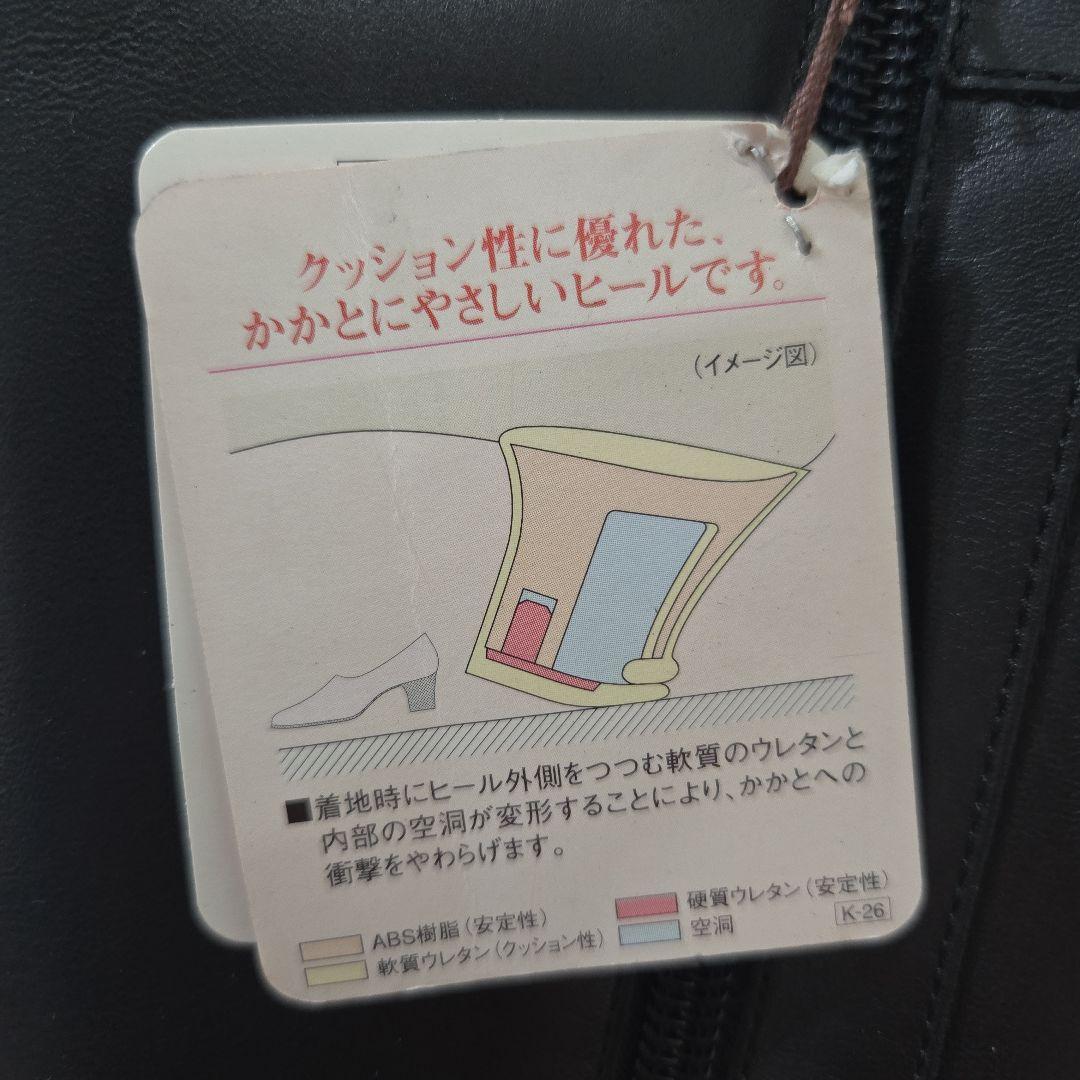 クッション性に優れた、
かかとにやさしいヒールです。
(イメージ図)
■着地時にヒール外側をつつむ軟質のウレタンと
内部の空洞が変形することにより、かかとへの
衝撃をやわらげます。
ABS樹脂(安定性)
軟質ウレタン(クッション性)
硬質ウレタン(安定性)
空洞
K-26